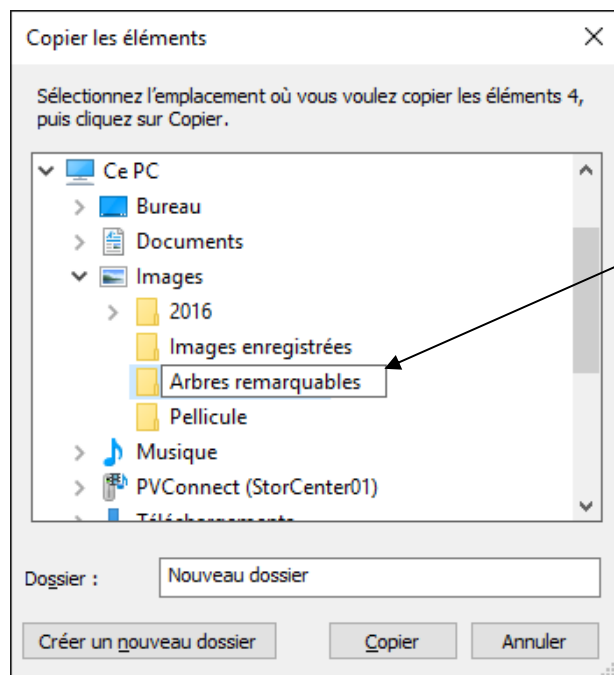 Copier les éléments
Sélectionnez l'emplacement où vous voulez copier les éléments 4,
puis cliquez sur Copier.
Ce PC
Bureau
Documents
Images
2016
Images enregistrées
Arbres remarquables
Pellicule
Musique
PVConnect (StorCenter01)
Téléchargements
Dossier :
Nouveau dossier
Créer un nouveau dossier
Copier
Annuler